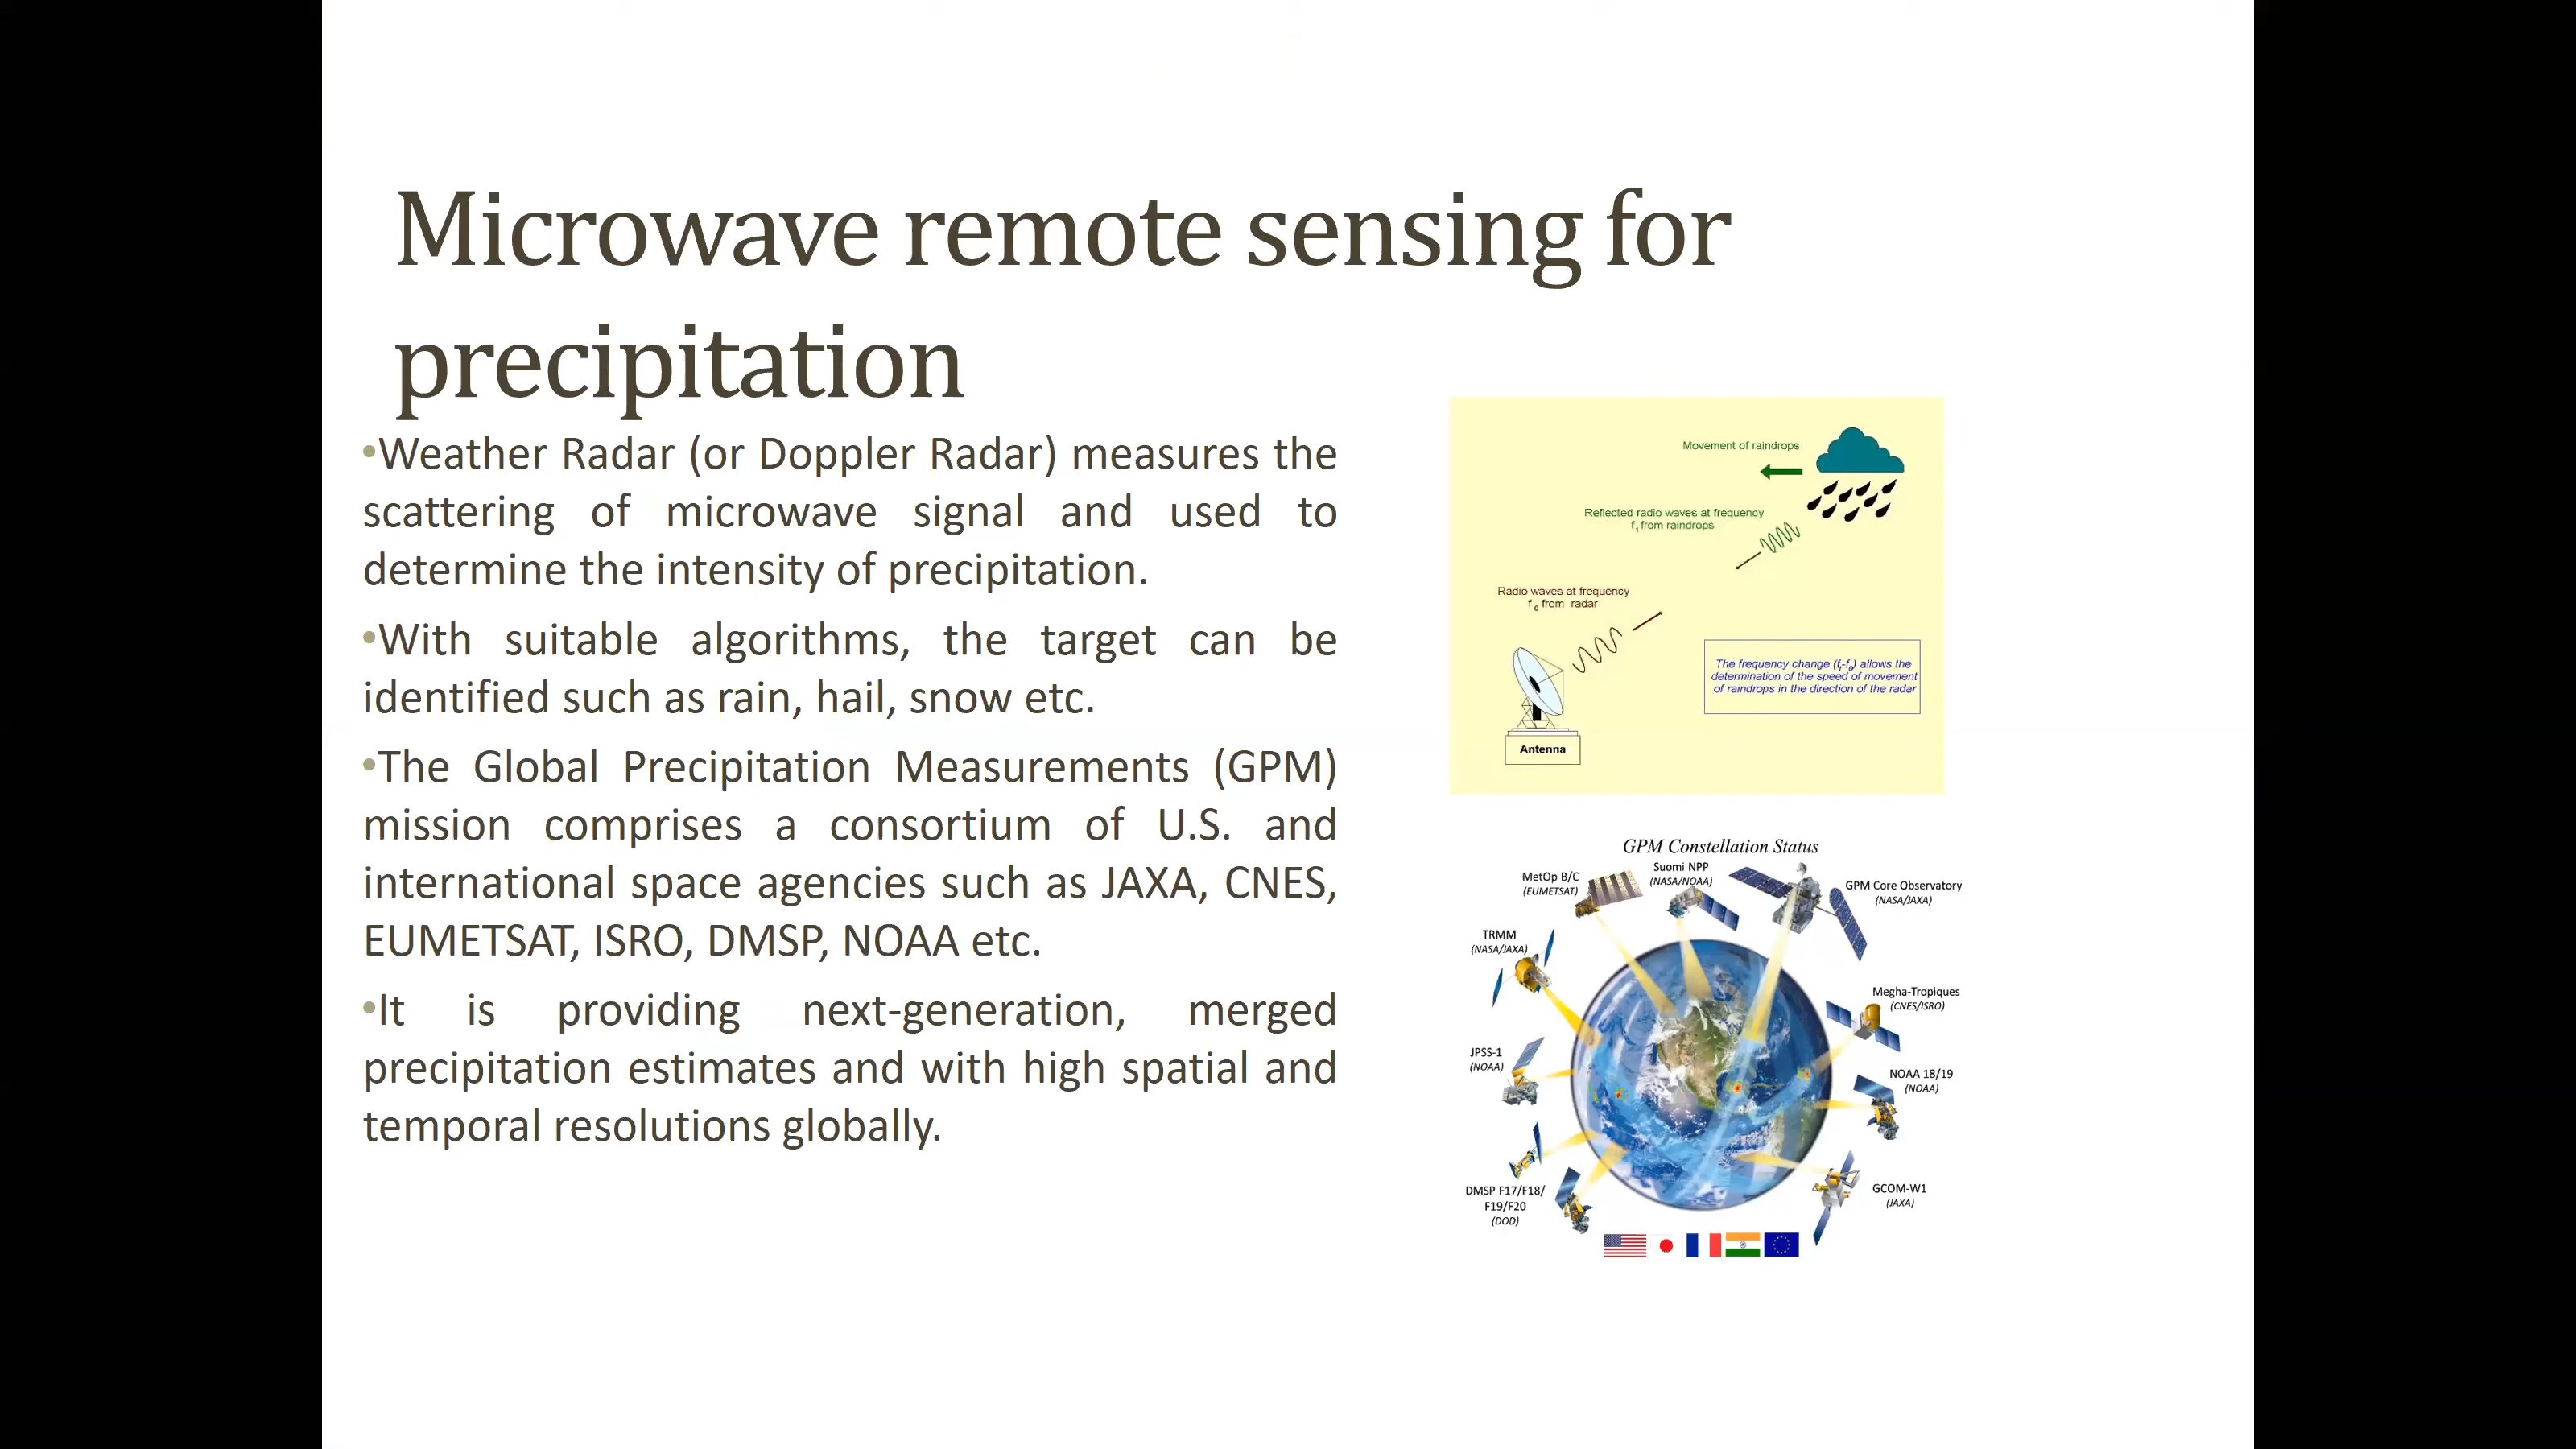 Microwave remote sensing for
precipitation
•Weather Radar (or Doppler Radar) measures the
scattering of microwave signal and used to
determine the intensity of precipitation.
•With suitable algorithms, the target can be
identified such as rain, hail, snow etc.
•The Global Precipitation Measurements (GPM)
mission comprises a consortium of U.S. and
international space agencies such as JAXA, CNES,
EUMETSAT, ISRO, DMSP, NOAA etc.
•It is providing next-generation, merged
precipitation estimates and with high spatial and
temporal resolutions globally.
Movement of raindrops
Reflected radio waves at frequency
f1 from raindrops
Radio waves at frequency
f0 from radar
The frequency change (f1-f0) allows the
determination of the speed of movement
of raindrops in the direction of the radar
Antenna
GPM Constellation Status
Suomi NPP
(NASA/NOAA)
MetOp B/C
(EUMETSAT)
GPM Core Observatory
(NASA/JAXA)
TRMM
(NASA/JAXA)
Megha-Tropiques
(CNES/ISRO)
JPSS-1
(NOAA)
NOAA 18/19
(NOAA)
DMSP F17/F18/
F19/F20
(DOD)
GCOM-W1
(JAXA)